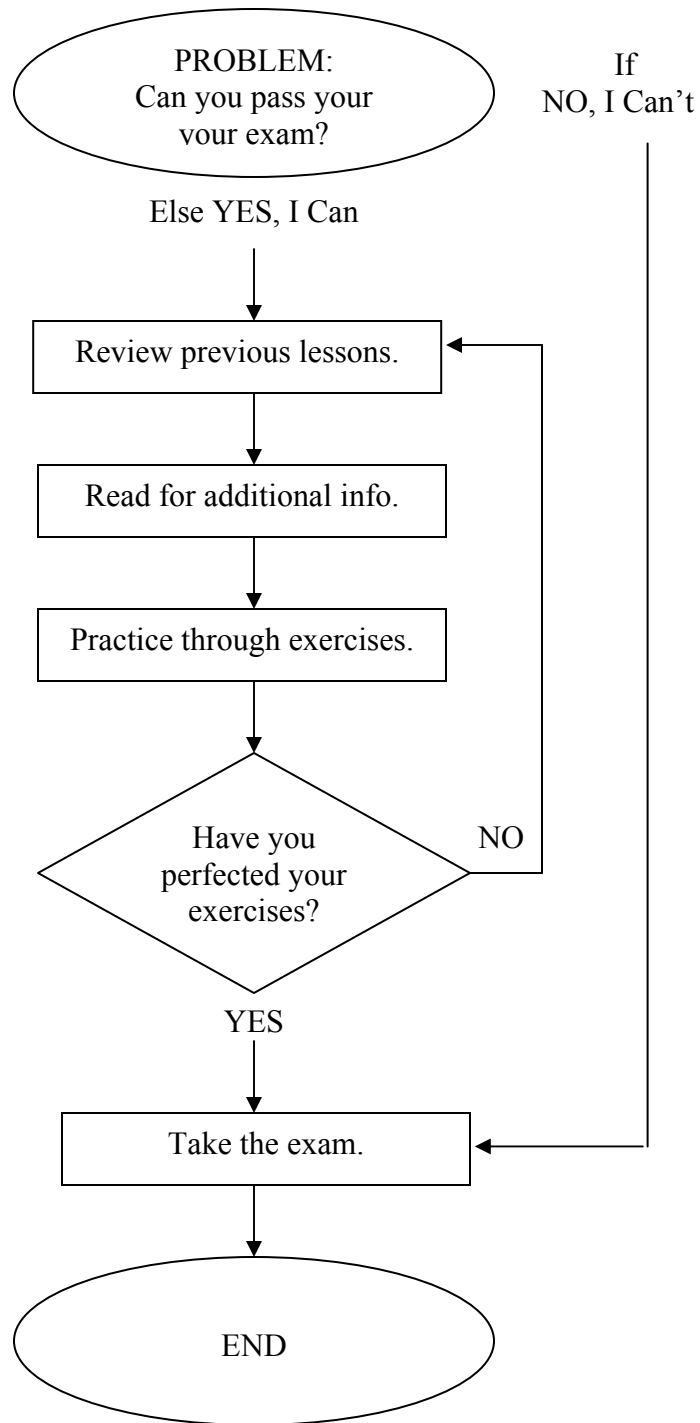 PROBLEM:
Can you pass your
your exam?
If
NO, I Can't
Else YES, I Can
Review previous lessons.
Read for additional info.
Practice through exercises.
Have you
perfected your
exercises?
NO
YES
Take the exam.
END